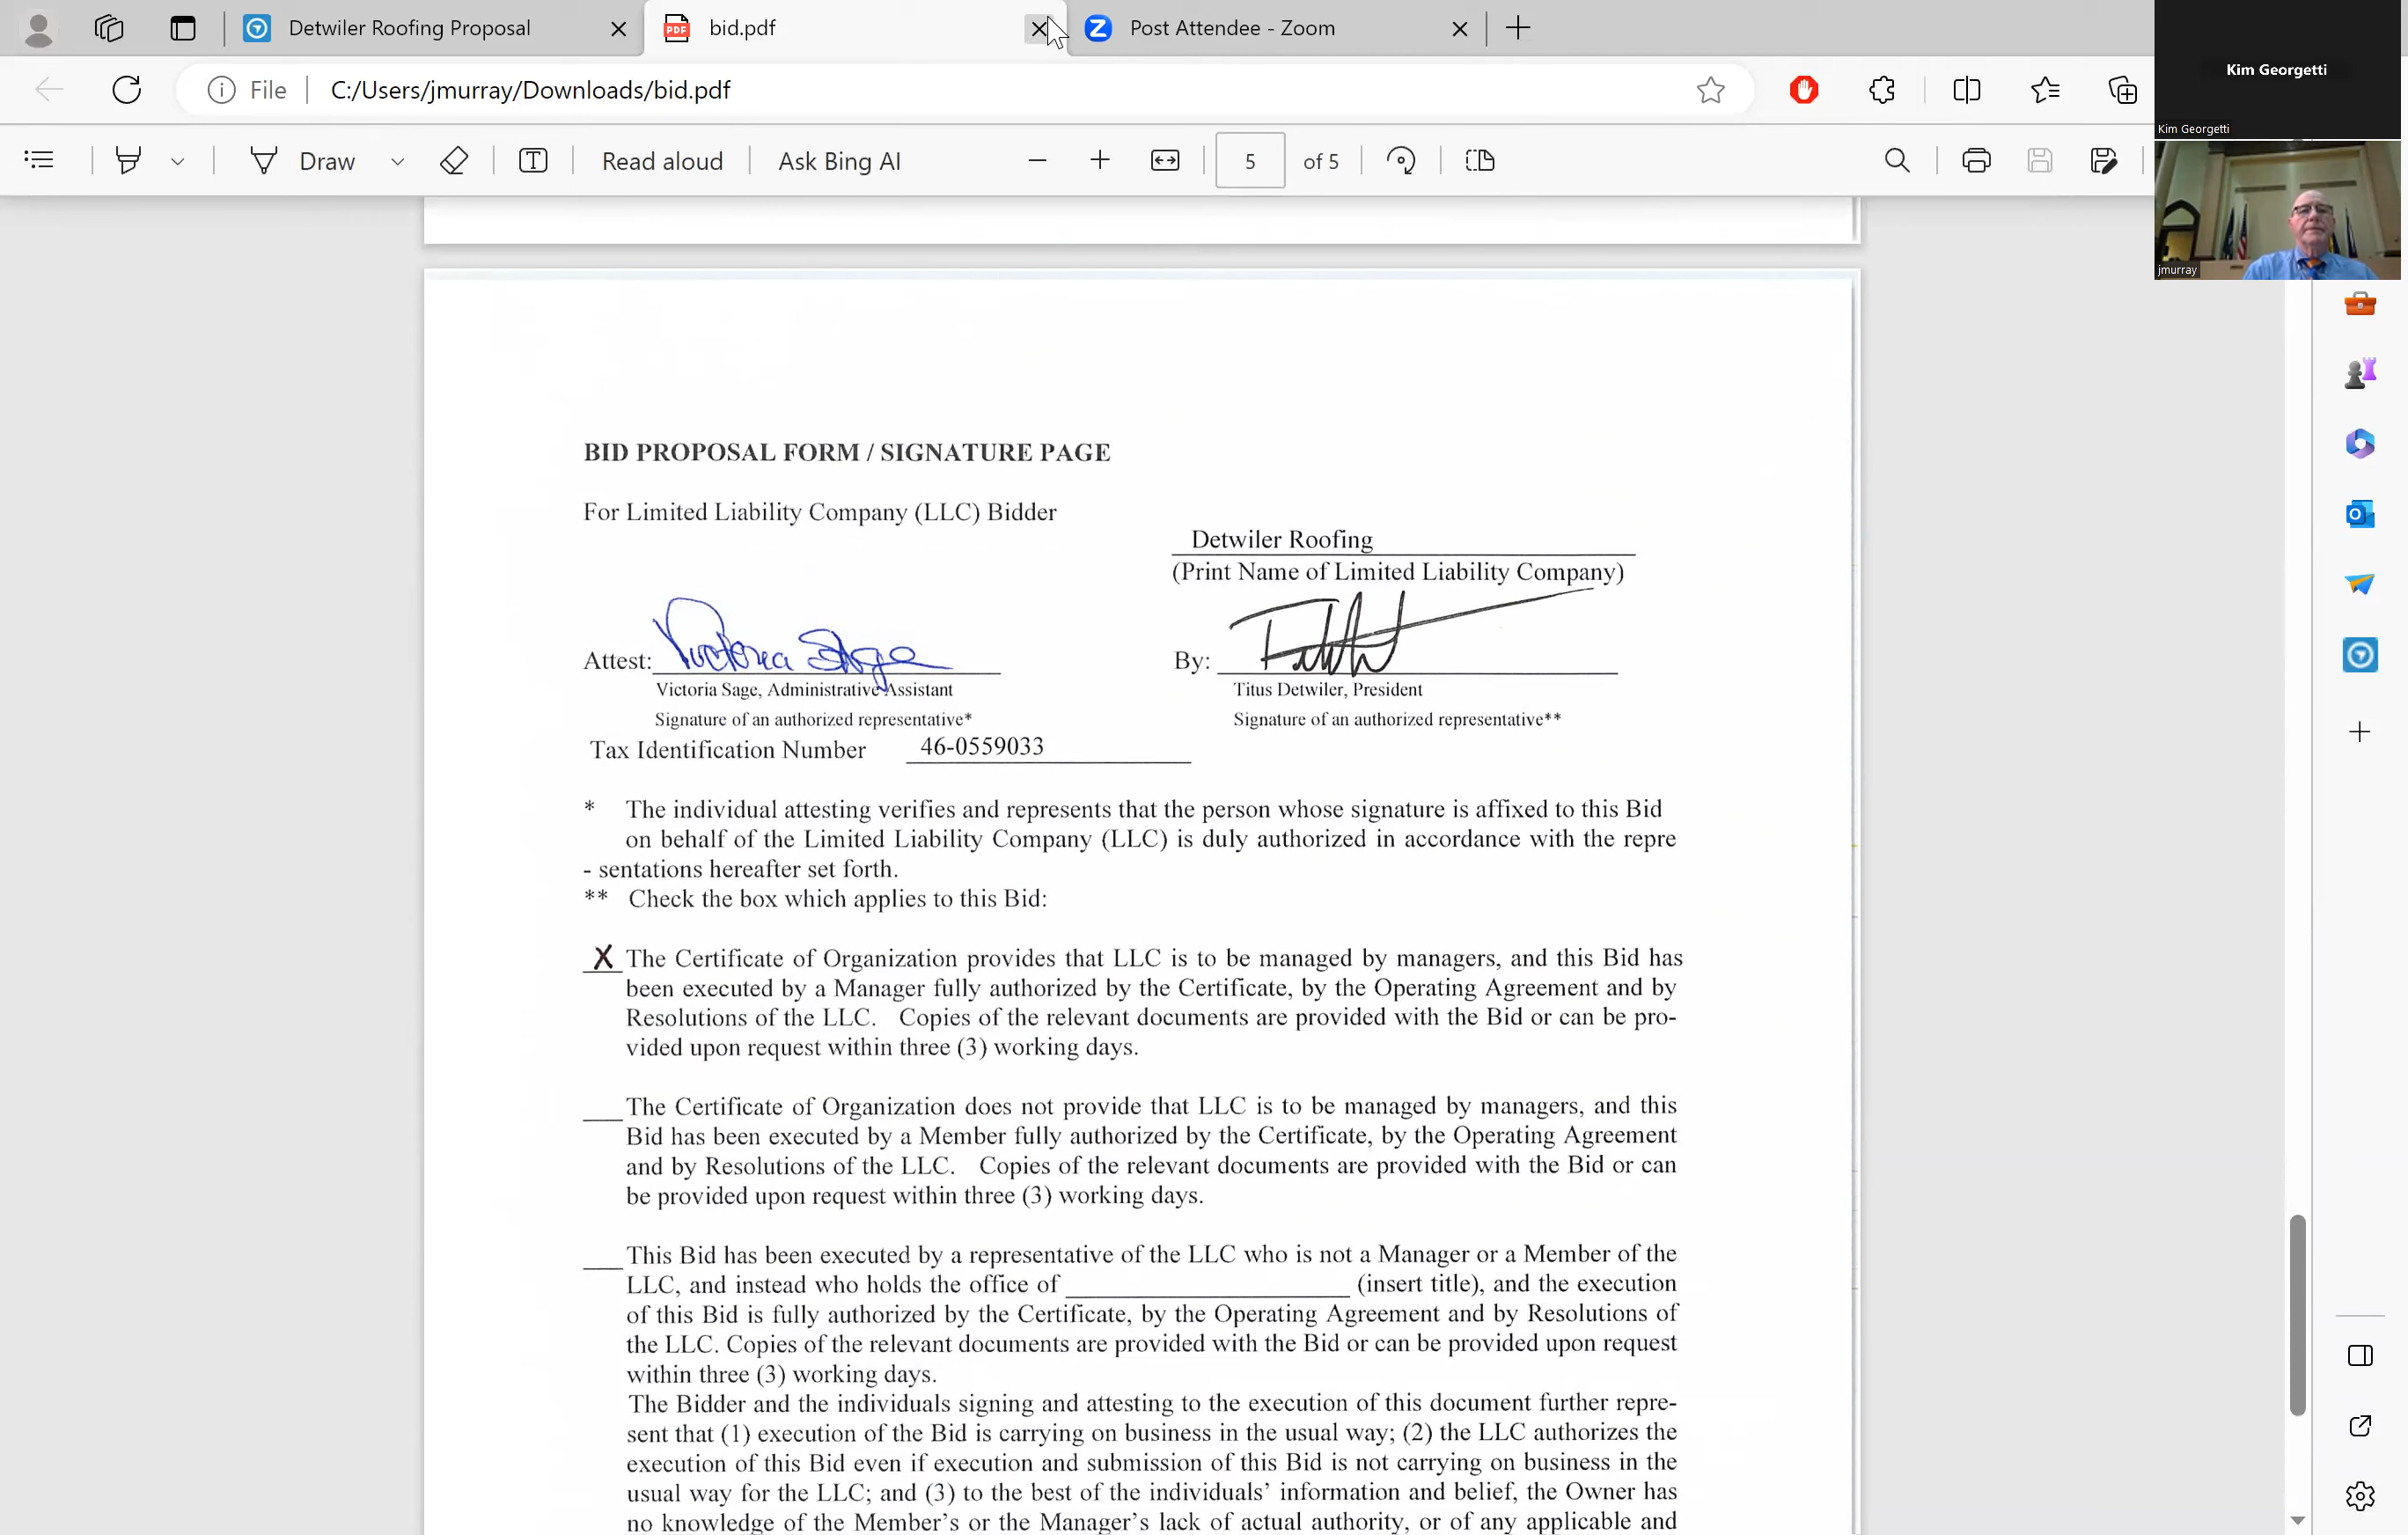 Detwiler Roofing Proposal
bid.pdf
Post Attendee - Zoom
File
C:/Users/jmurray/Downloads/bid.pdf
Draw
Read aloud
Ask Bing AI
5
of 5
Kim Georgetti
Kim Georgetti
jmurray
BID PROPOSAL FORM / SIGNATURE PAGE
For Limited Liability Company (LLC) Bidder
Detwiler Roofing
(Print Name of Limited Liability Company)
Attest: Victoria Sage
By:
Victoria Sage, Administrative Assistant
Titus Detwiler, President
Signature of an authorized representative*
Signature of an authorized representative**
Tax Identification Number 46-0559033
* The individual attesting verifies and represents that the person whose signature is affixed to this Bid
on behalf of the Limited Liability Company (LLC) is duly authorized in accordance with the repre
- sentations hereafter set forth.
** Check the box which applies to this Bid:
X The Certificate of Organization provides that LLC is to be managed by managers, and this Bid has
been executed by a Manager fully authorized by the Certificate, by the Operating Agreement and by
Resolutions of the LLC. Copies of the relevant documents are provided with the Bid or can be pro-
vided upon request within three (3) working days.
The Certificate of Organization does not provide that LLC is to be managed by managers, and this
Bid has been executed by a Member fully authorized by the Certificate, by the Operating Agreement
and by Resolutions of the LLC. Copies of the relevant documents are provided with the Bid or can
be provided upon request within three (3) working days.
This Bid has been executed by a representative of the LLC who is not a Manager or a Member of the
LLC, and instead who holds the office of (insert title), and the execution
of this Bid is fully authorized by the Certificate, by the Operating Agreement and by Resolutions of
the LLC. Copies of the relevant documents are provided with the Bid or can be provided upon request
within three (3) working days.
The Bidder and the individuals signing and attesting to the execution of this document further repre-
sent that (1) execution of the Bid is carrying on business in the usual way; (2) the LLC authorizes the
execution of this Bid even if execution and submission of this Bid is not carrying on business in the
usual way for the LLC; and (3) to the best of the individuals' information and belief, the Owner has
no knowledge of the Member's or the Manager's lack of actual authority, or of any applicable and